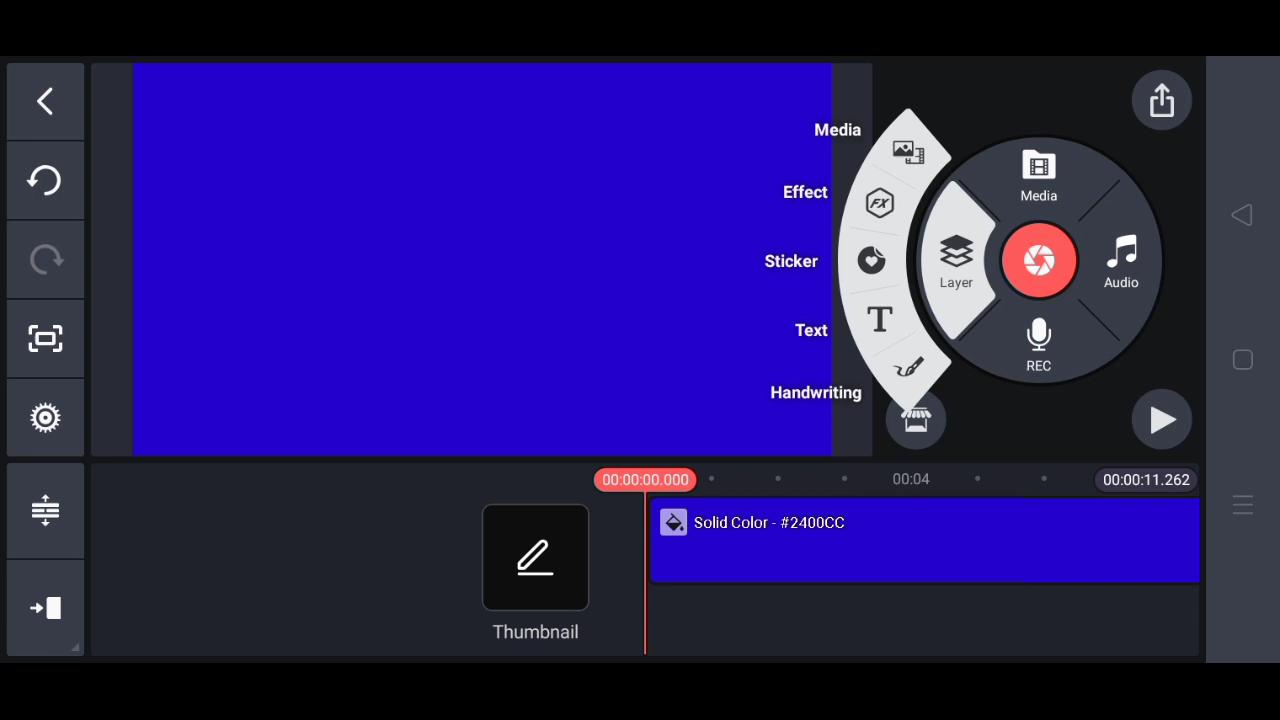 Media
Effect
Sticker
Text
Handwriting
FX
T
Media
Layer
Audio
REC
00:00:00.000
00:04
00:00:11.262
Solid Color - #2400CC
Thumbnail